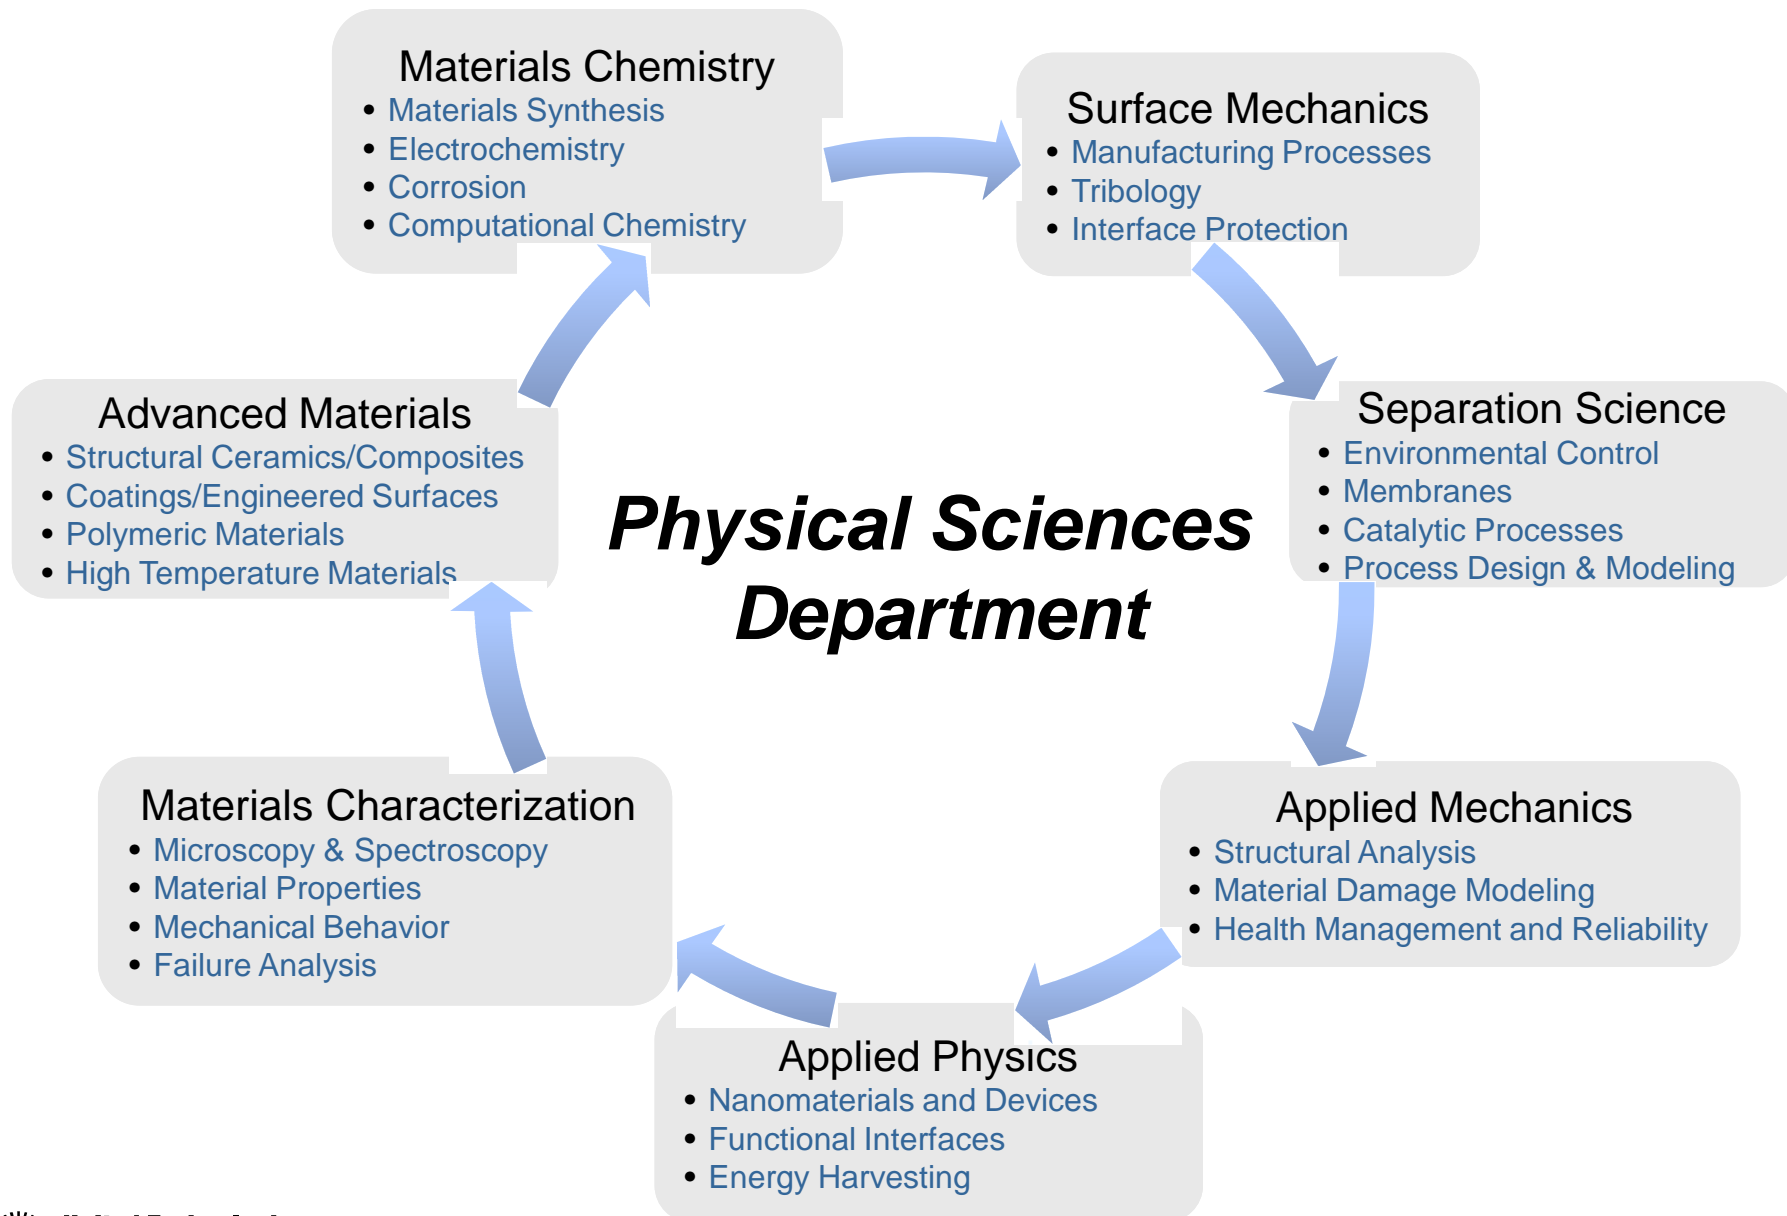 Materials Chemistry
• Materials Synthesis
• Electrochemistry
• Corrosion
• Computational Chemistry
Surface Mechanics
• Manufacturing Processes
• Tribology
• Interface Protection
Separation Science
• Environmental Control
• Membranes
• Catalytic Processes
• Process Design & Modeling
Applied Mechanics
• Structural Analysis
• Material Damage Modeling
• Health Management and Reliability
Applied Physics
• Nanomaterials and Devices
• Functional Interfaces
• Energy Harvesting
Materials Characterization
• Microscopy & Spectroscopy
• Material Properties
• Mechanical Behavior
• Failure Analysis
Advanced Materials
• Structural Ceramics/Composites
• Coatings/Engineered Surfaces
• Polymeric Materials
• High Temperature Materials
Physical Sciences
Department